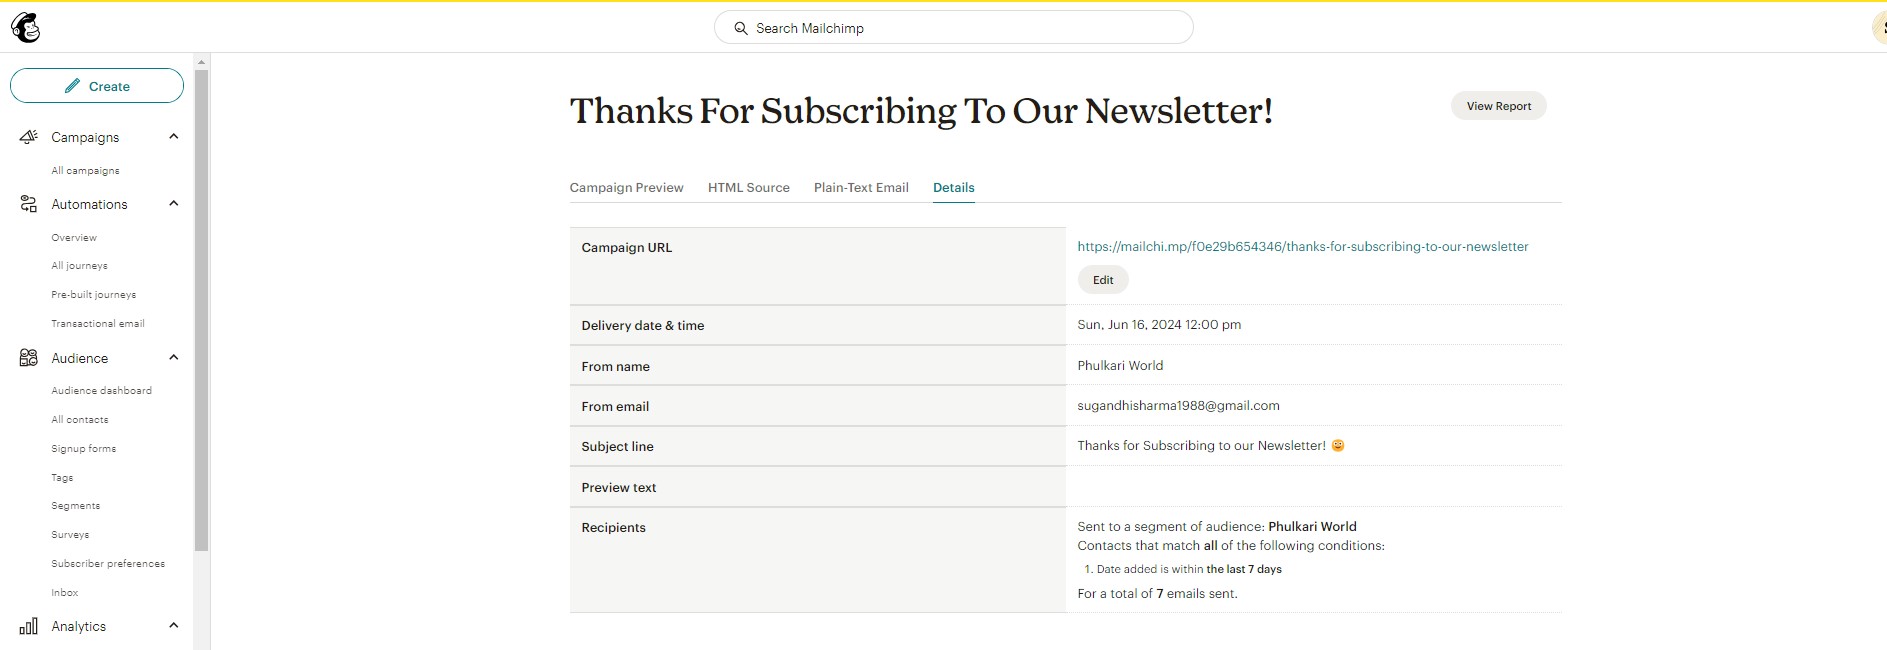 Search Mailchimp
Create
Campaigns
All campaigns
Automations
Overview
All journeys
Pre-built journeys
Transactional email
Audience
Audience dashboard
All contacts
Signup forms
Tags
Segments
Surveys
Subscriber preferences
Inbox
Analytics
Thanks For Subscribing To Our Newsletter!
View Report
Campaign Preview HTML Source Plain-Text Email Details
Campaign URL https://mailchi.mp/f0e29b654346/thanks-for-subscribing-to-our-newsletter
Edit
Delivery date & time Sun, Jun 16, 2024 12:00 pm
From name Phulkari World
From email sugandhisharma1988@gmail.com
Subject line Thanks for Subscribing to our Newsletter! 😀
Preview text
Recipients Sent to a segment of audience: Phulkari World
Contacts that match all of the following conditions:
1. Date added is within the last 7 days
For a total of 7 emails sent.